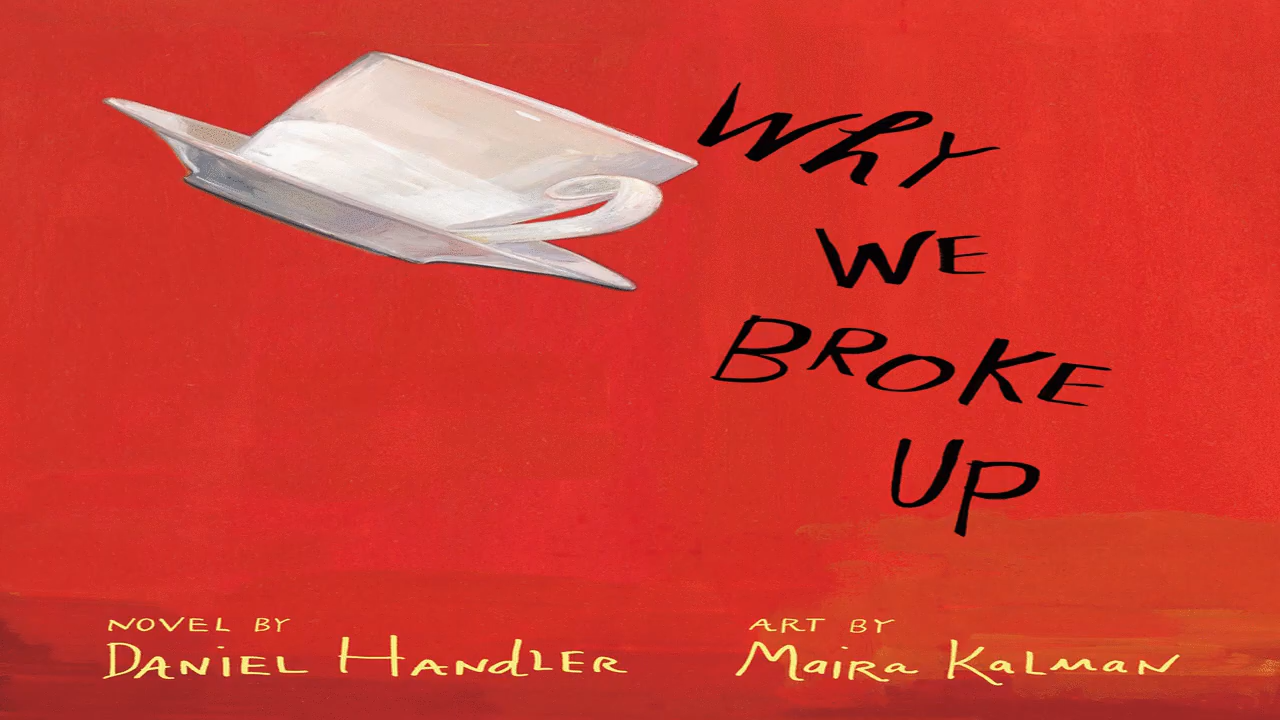 WHY
WE
BROKE
UP
NOVEL BY
DANIEL HANDLER
ART BY
Maira Kalman